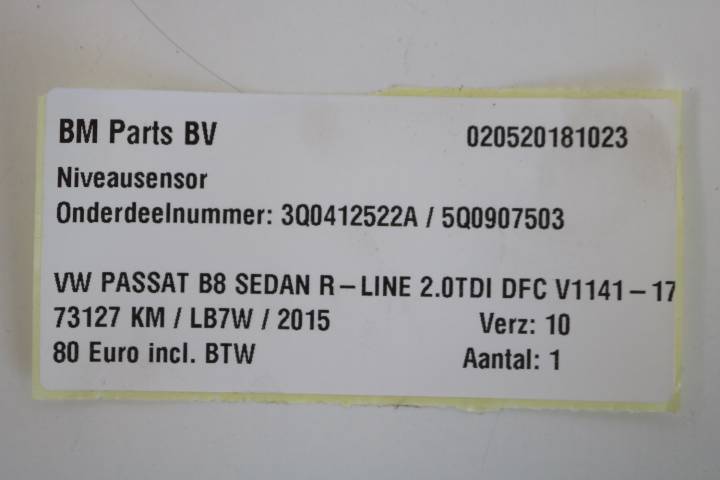 BM Parts BV 020520181023
Niveausensor
Onderdeelnummer: 3Q0412522A / 5Q0907503
VW PASSAT B8 SEDAN R-LINE 2.0TDI DFC V1141-17
73127 KM / LB7W / 2015 Verz: 10
80 Euro incl. BTW Aantal: 1